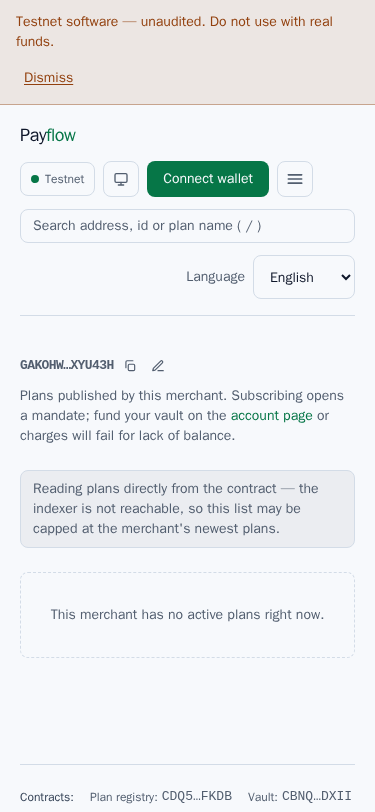 Testnet software — unaudited. Do not use with real
funds.
Dismiss
Payflow
Testnet
Connect wallet
Search address, id or plan name ( / )
Language
English
GAKOHW…XYU43H
Plans published by this merchant. Subscribing opens
a mandate; fund your vault on the account page or
charges will fail for lack of balance.
Reading plans directly from the contract — the
indexer is not reachable, so this list may be
capped at the merchant's newest plans.
This merchant has no active plans right now.
Contracts: Plan registry: CDQ5…FKDB Vault: CBNQ…DXII